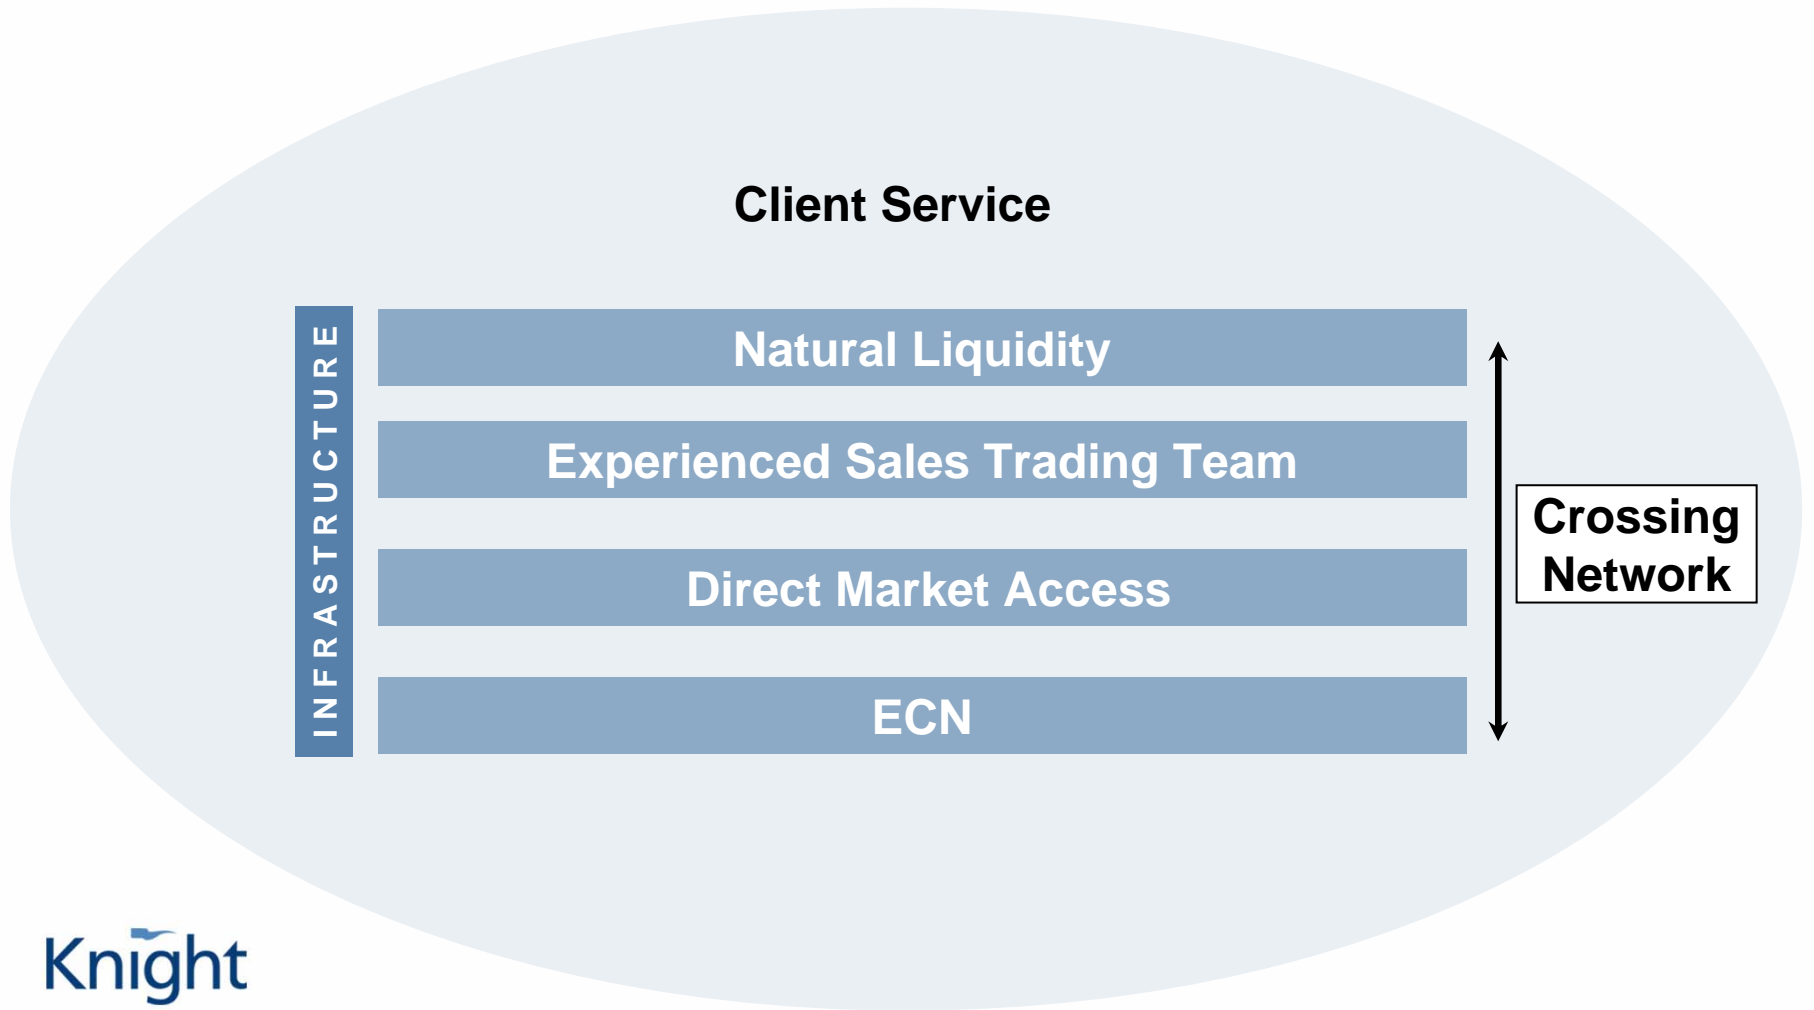 Client Service
INFRASTRUCTURE
Natural Liquidity
Experienced Sales Trading Team
Direct Market Access
ECN
Crossing
Network
Knight